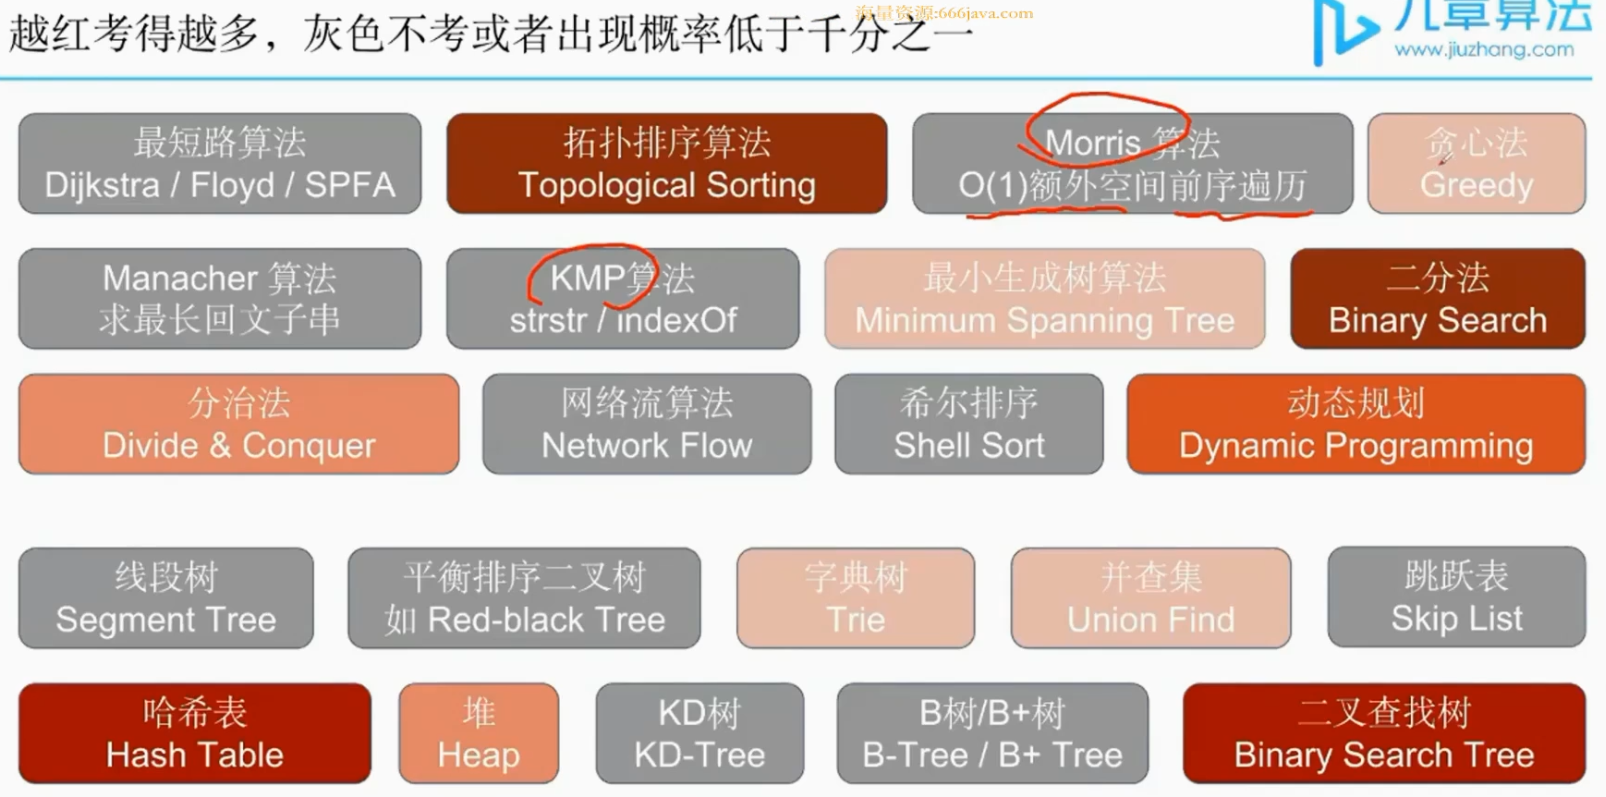 海量资源:666java.com
越红考得越多，灰色不考或者出现概率低于千分之一
九章算法
www.jiuzhang.com
最短路算法
Dijkstra / Floyd / SPFA
拓扑排序算法
Topological Sorting
Morris 算法
O(1)额外空间前序遍历
贪心法
Greedy
Manacher 算法
求最长回文子串
KMP算法
strstr / indexOf
最小生成树算法
Minimum Spanning Tree
二分法
Binary Search
分治法
Divide & Conquer
网络流算法
Network Flow
希尔排序
Shell Sort
动态规划
Dynamic Programming
线段树
Segment Tree
平衡排序二叉树
如 Red-black Tree
字典树
Trie
并查集
Union Find
跳跃表
Skip List
哈希表
Hash Table
堆
Heap
KD树
KD-Tree
B树/B+树
B-Tree / B+ Tree
二叉查找树
Binary Search Tree